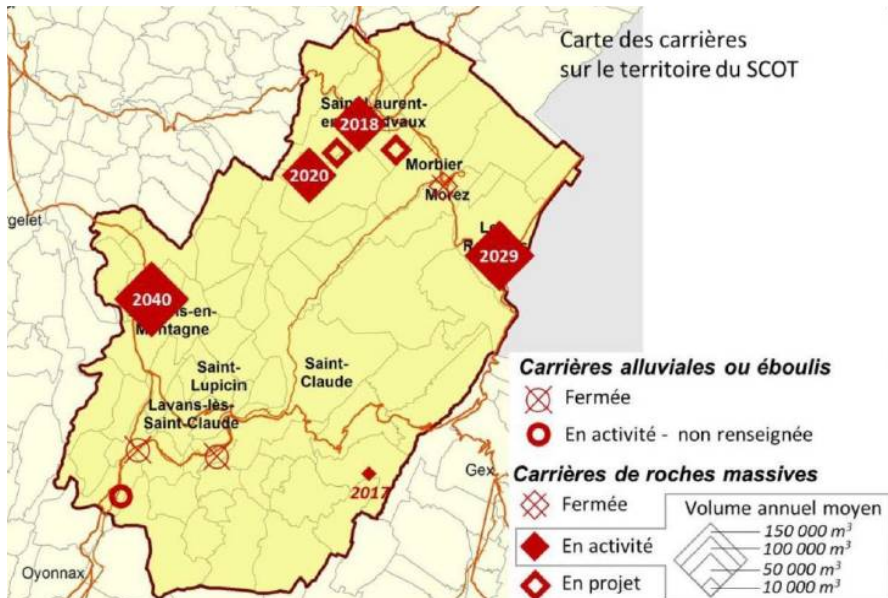 Carte des carrières
sur le territoire du SCOT
2018
2020
Morbier
Morez
2029
2040
Montagne
Saint-
Lupicin
Saint-
Claude
Lavans-lès-
Saint-Claude
2017
Gex
Oyonnax
Carrières alluviales ou éboulis
Fermée
En activité - non renseignée
Carrières de roches massives
Fermée
En activité
En projet
Volume annuel moyen
150 000 m³
100 000 m³
50 000 m³
10 000 m³